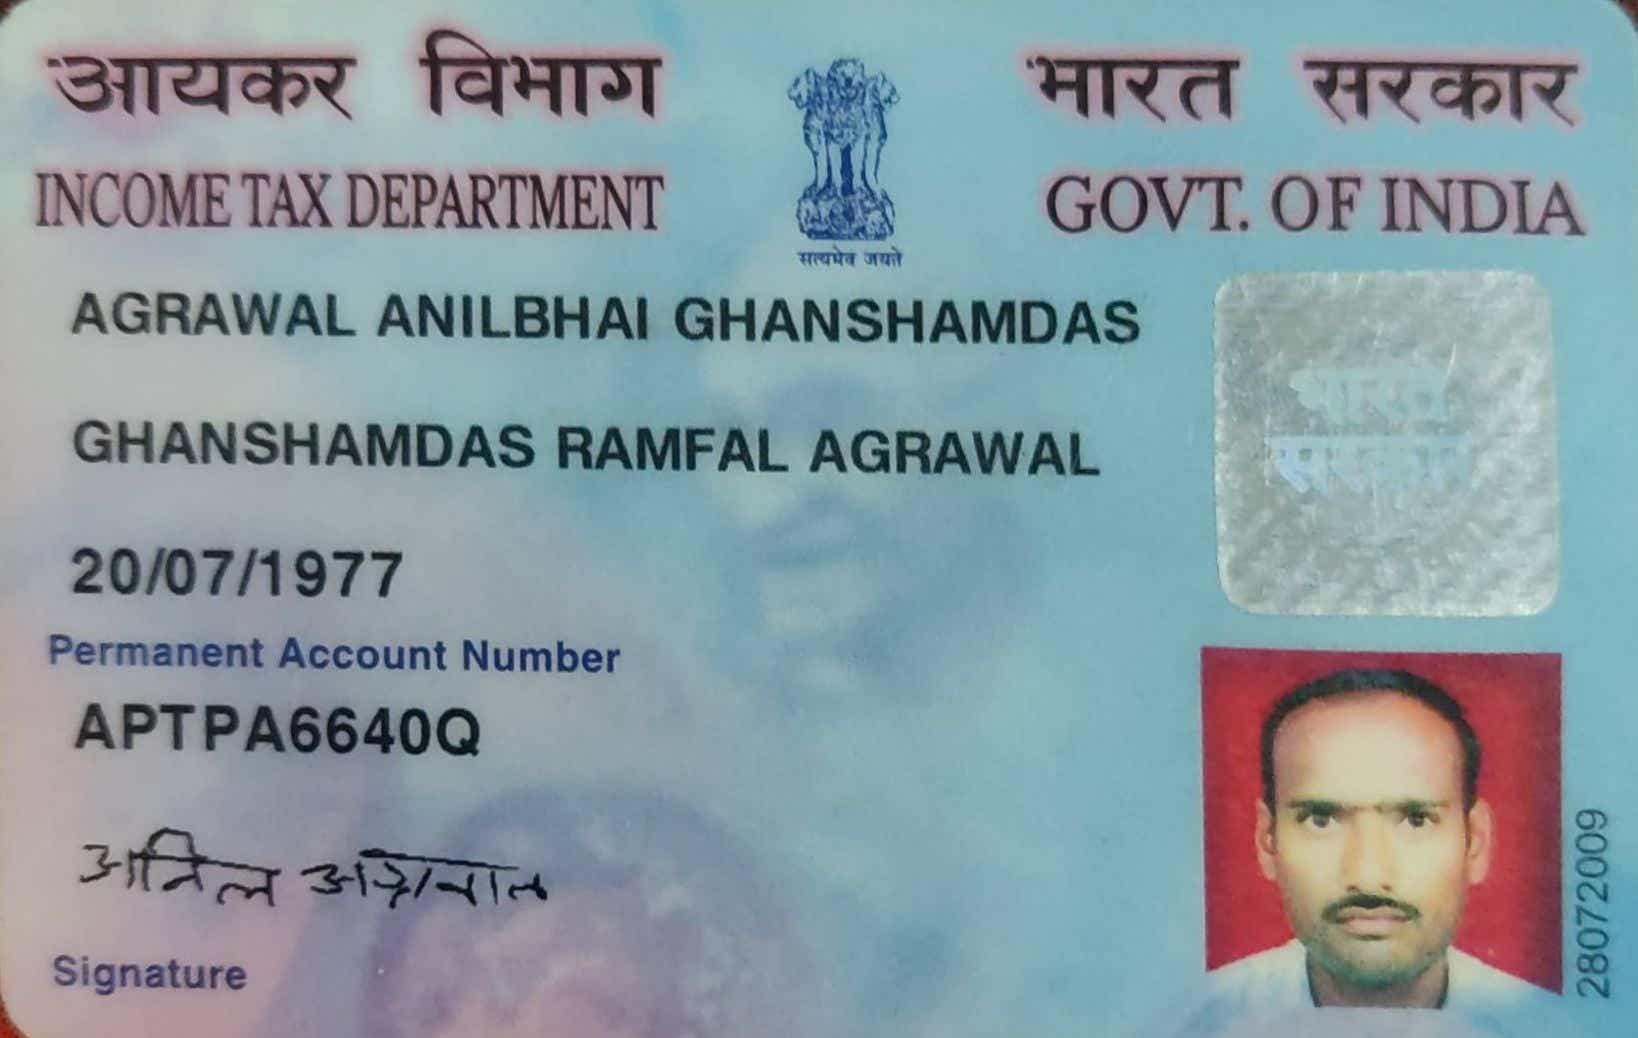 आयकर विभाग
भारत सरकार
INCOME TAX DEPARTMENT
GOVT. OF INDIA
सत्यमेव जयते
AGRAWAL ANILBHAI GHANSHAMDAS
GHANSHAMDAS RAMFAL AGRAWAL
भारत
सरकार
20/07/1977
Permanent Account Number
APTPA6640Q
अनिल अग्रवाल
Signature
28072009